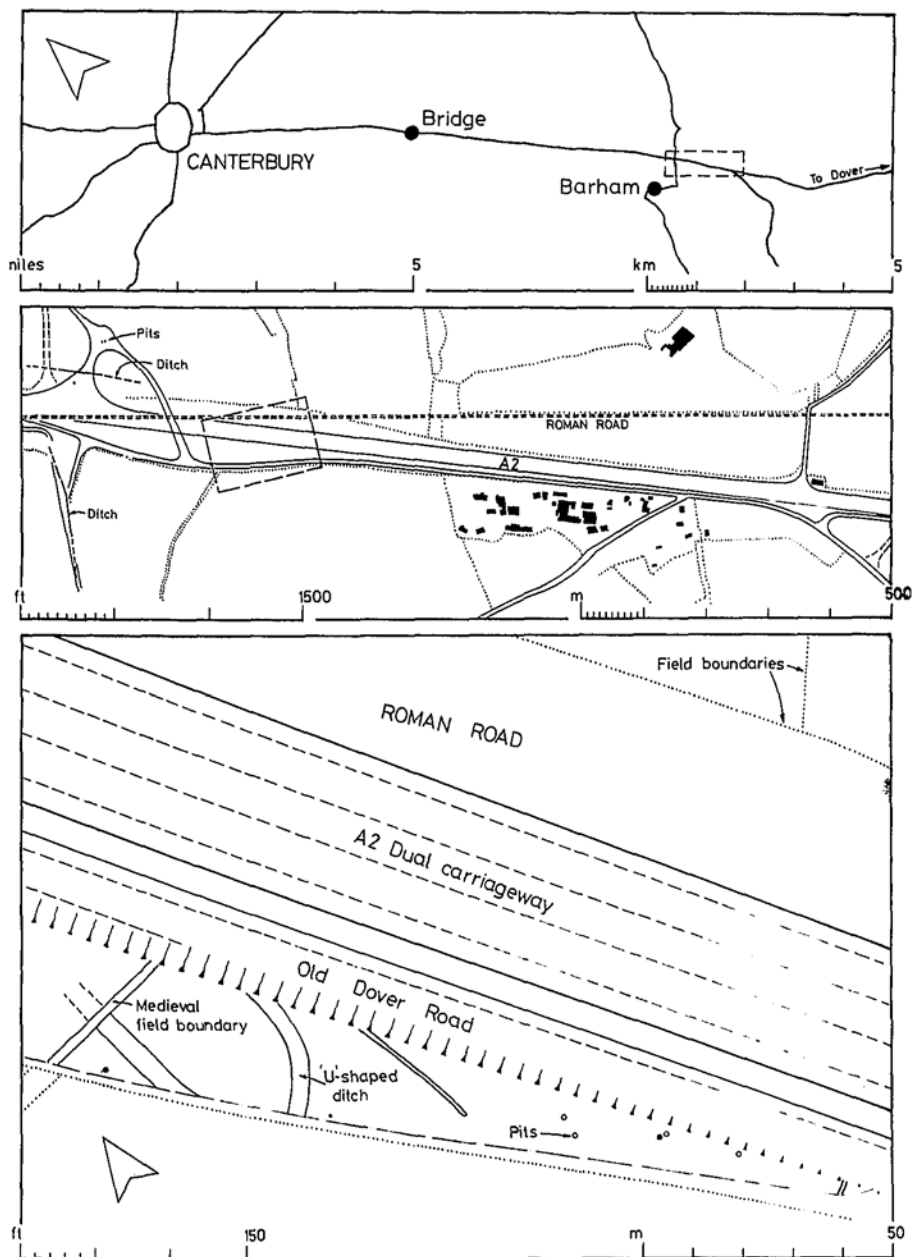 Bridge
CANTERBURY
Barham
To Dover
miles
5
km
5
Pits
Ditch
ROMAN ROAD
A2
Ditch
ft
1500
m
500
Field boundaries
ROMAN ROAD
A2 Dual carriageway
Old Dover Road
Medieval
field boundary
'U'-shaped
ditch
Pits
ft
150
m
50